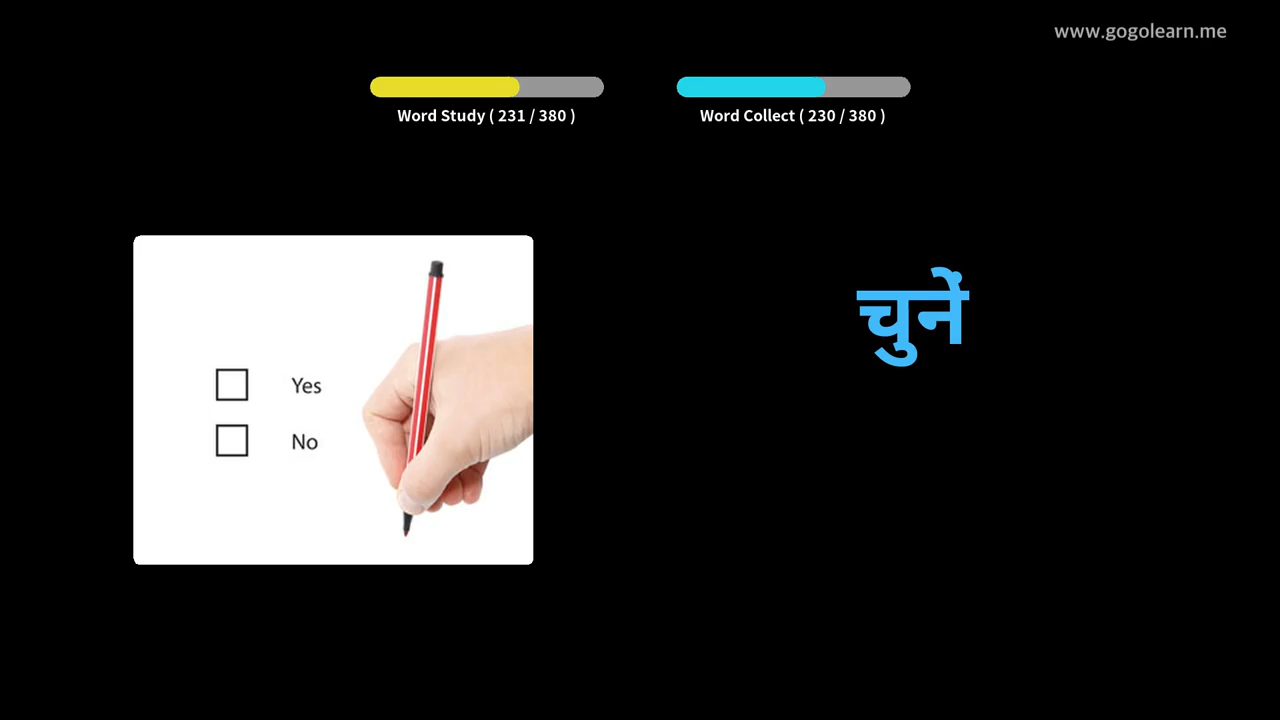 www.gogolearn.me
Word Study ( 231 / 380 )
Word Collect ( 230 / 380 )
Yes
No
चुनें